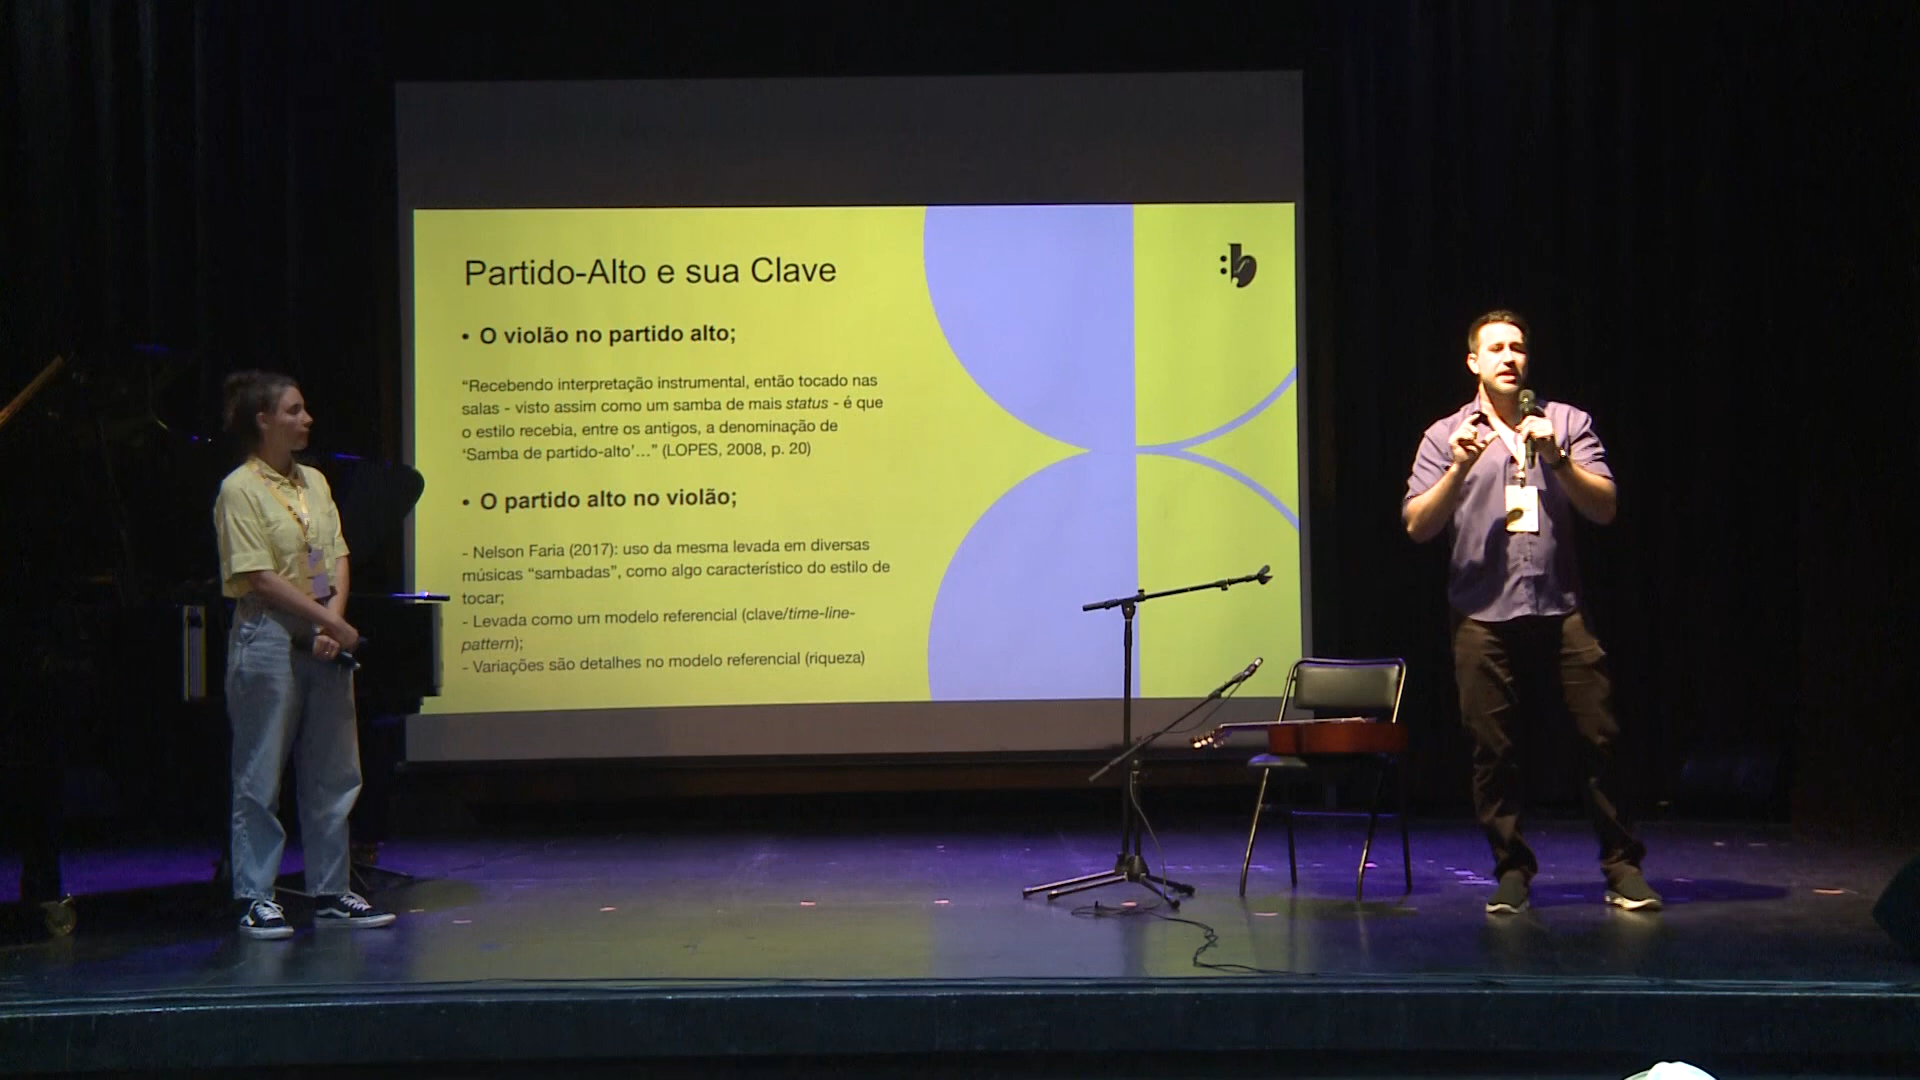 Partido-Alto e sua Clave
• O violão no partido alto;
“Recebendo interpretação instrumental, então tocado nas
salas - visto assim como um samba de mais status - é que
o estilo recebia, entre os antigos, a denominação de
‘Samba de partido-alto’...” (LOPES, 2008, p. 20)
• O partido alto no violão;
- Nelson Faria (2017): uso da mesma levada em diversas
músicas “sambadas”, como algo característico do estilo de
tocar;
- Levada como um modelo referencial (clave/time-line-
pattern);
- Variações são detalhes no modelo referencial (riqueza)